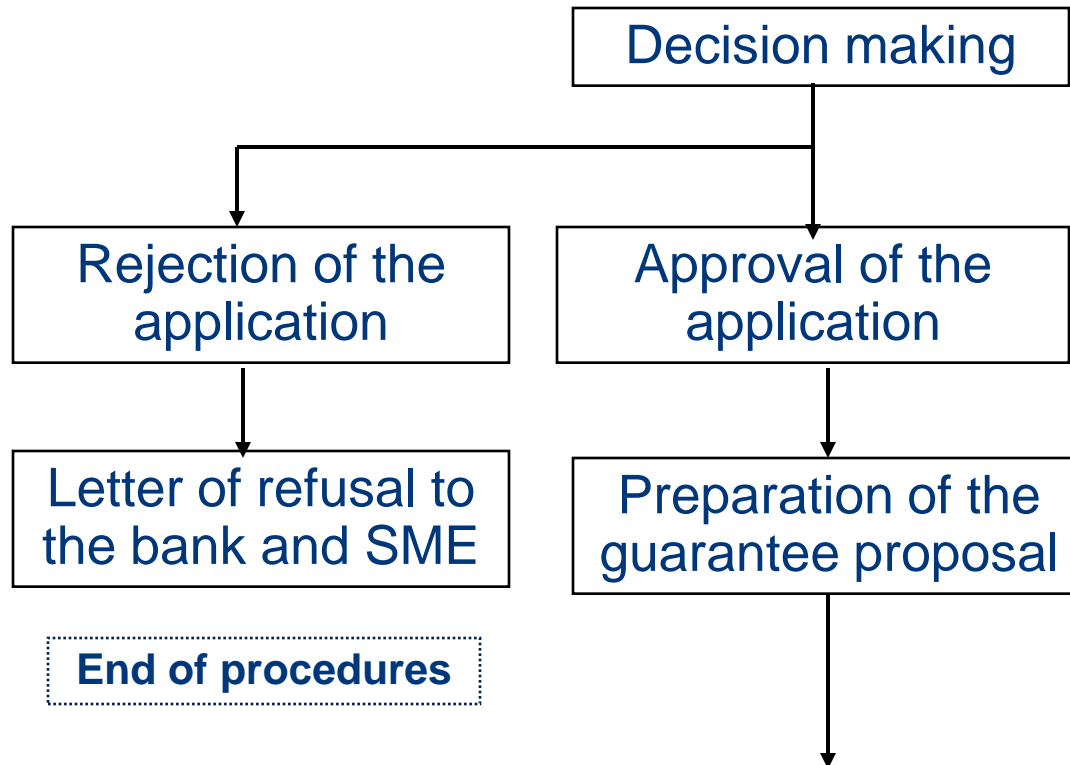 Decision making
Rejection of the
application
Approval of the
application
Letter of refusal to
the bank and SME
Preparation of the
guarantee proposal
End of procedures